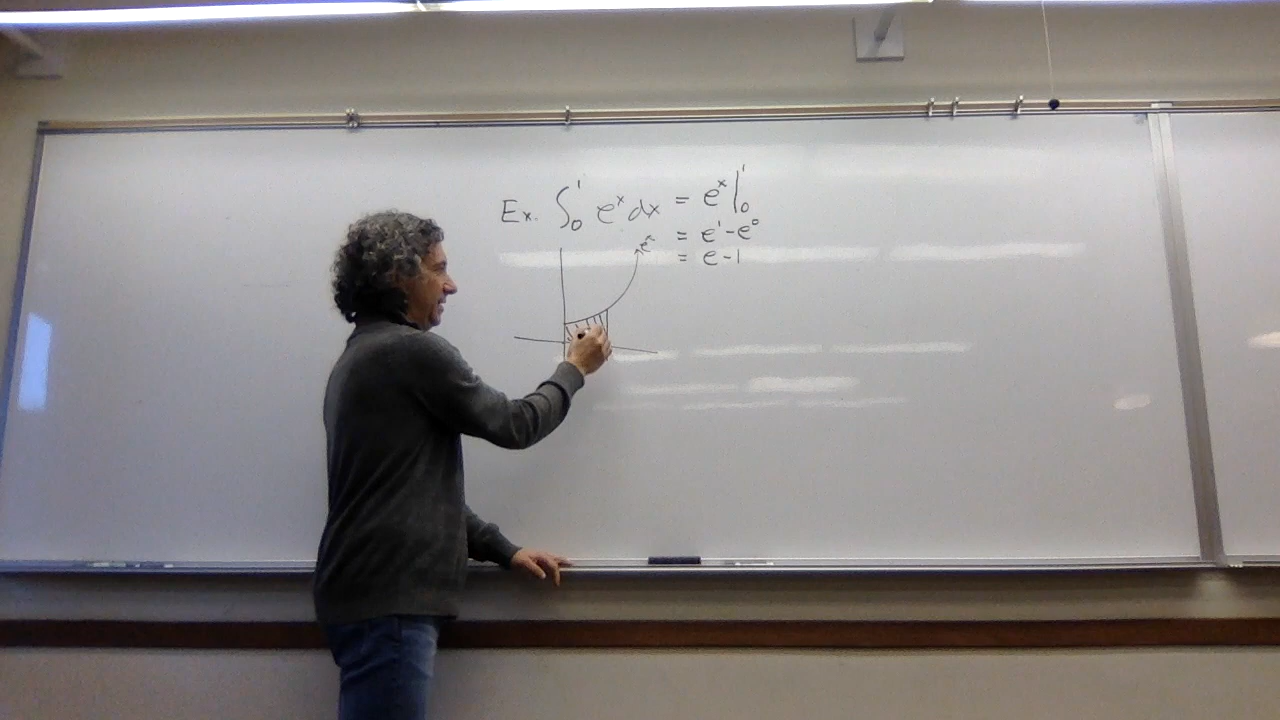 Ex. ∫₀¹ eˣ dx = eˣ |₀¹
= e¹ - e⁰
= e - 1
eˣ